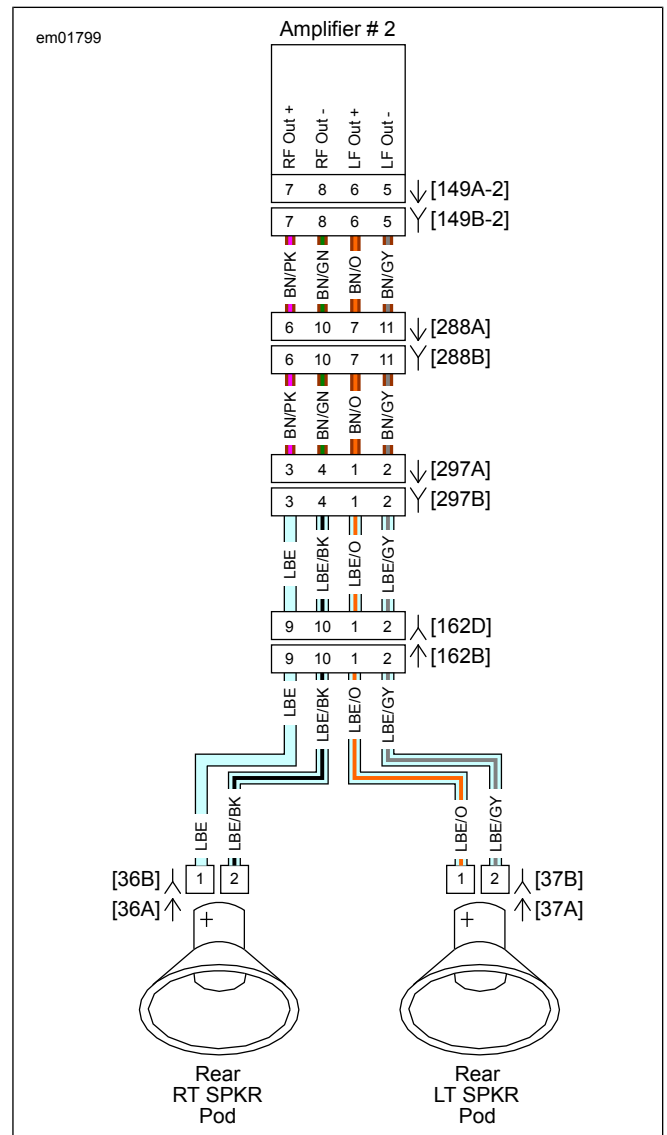 em01799
Amplifier # 2
RF Out +
RF Out -
LF Out +
LF Out -
7 8 6 5 [149A-2]
7 8 6 5 [149B-2]
BN/PK BN/GN BN/O BN/GY
6 10 7 11 [288A]
6 10 7 11 [288B]
BN/PK BN/GN BN/O BN/GY
3 4 1 2 [297A]
3 4 1 2 [297B]
LBE LBE/BK LBE/O LBE/GY
9 10 1 2 [162D]
9 10 1 2 [162B]
LBE LBE/BK LBE/O LBE/GY
LBE LBE/BK LBE/O LBE/GY
[36B] 1 2 1 2 [37B]
[36A] [37A]
+ +
Rear Rear
RT SPKR LT SPKR
Pod Pod